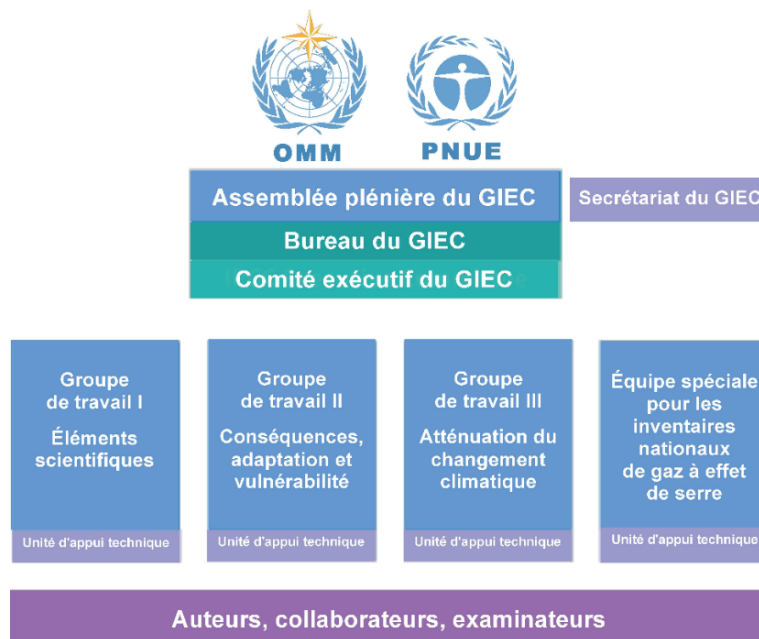 OMM
PNUE
Assemblée plénière du GIEC
Secrétariat du GIEC
Bureau du GIEC
Comité exécutif du GIEC
Groupe
de travail I
Éléments
scientifiques
Unité d'appui technique
Groupe
de travail II
Conséquences,
adaptation et
vulnérabilité
Unité d'appui technique
Groupe
de travail III
Atténuation du
changement
climatique
Unité d'appui technique
Équipe spéciale
pour les
inventaires
nationaux
de gaz à effet
de serre
Unité d'appui technique
Auteurs, collaborateurs, examinateurs